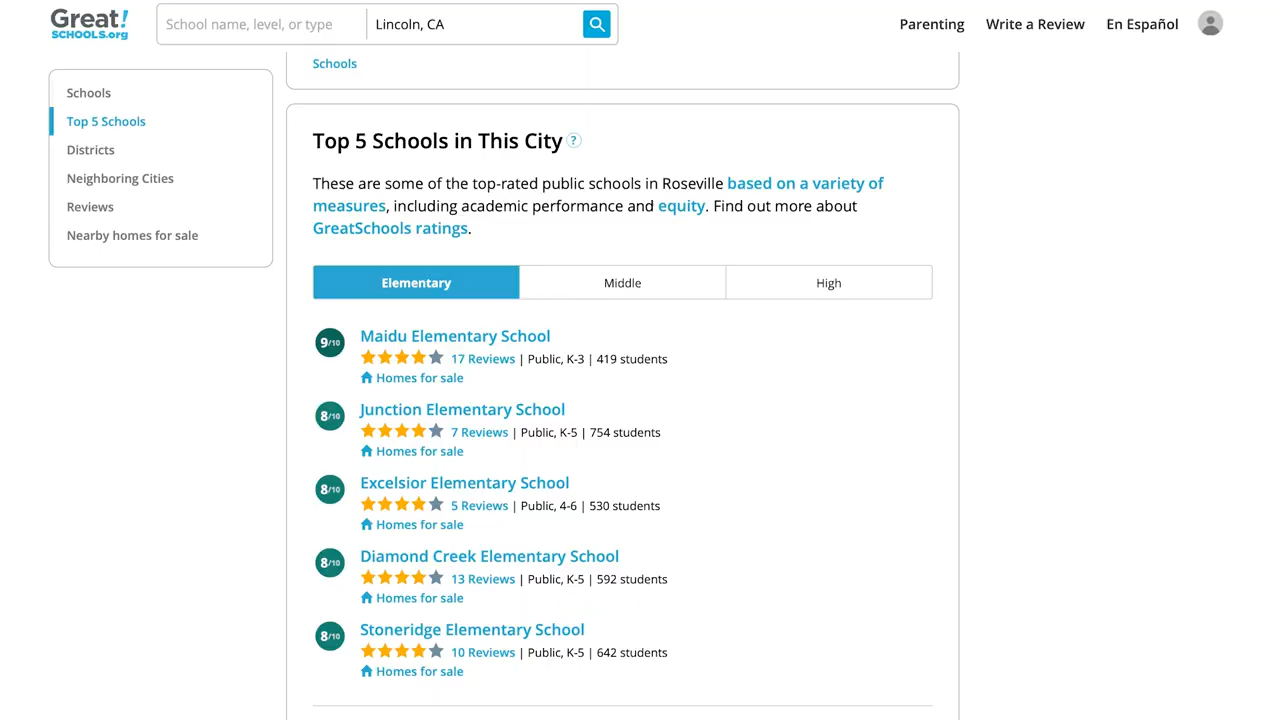 Great!
SCHOOLS.org
School name, level, or type
Lincoln, CA
Parenting
Write a Review
En Español
Schools
Schools
Top 5 Schools
Districts
Neighboring Cities
Reviews
Nearby homes for sale
Top 5 Schools in This City ?
These are some of the top-rated public schools in Roseville based on a variety of
measures, including academic performance and equity. Find out more about
GreatSchools ratings.
Elementary
Middle
High
9/10
Maidu Elementary School
17 Reviews | Public, K-3 | 419 students
Homes for sale
8/10
Junction Elementary School
7 Reviews | Public, K-5 | 754 students
Homes for sale
8/10
Excelsior Elementary School
5 Reviews | Public, 4-6 | 530 students
Homes for sale
8/10
Diamond Creek Elementary School
13 Reviews | Public, K-5 | 592 students
Homes for sale
8/10
Stoneridge Elementary School
10 Reviews | Public, K-5 | 642 students
Homes for sale